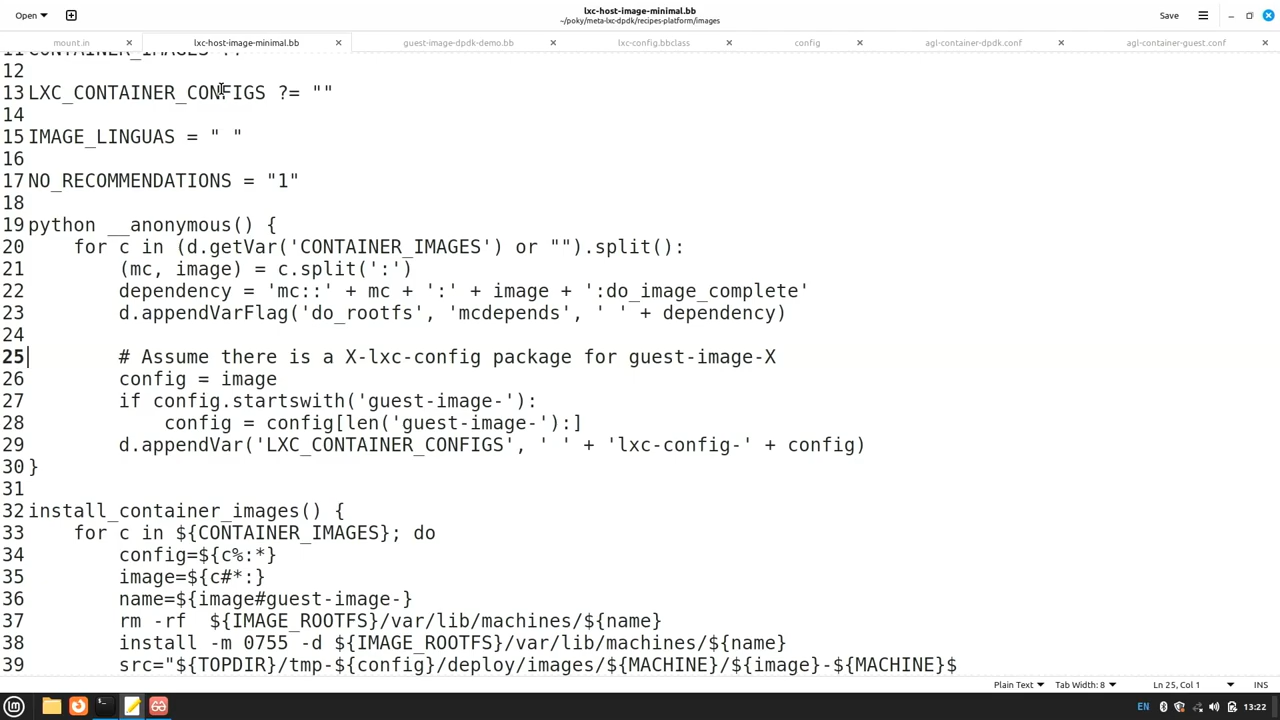 Open
lxc-host-image-minimal.bb
~/poky/meta-lxc-dpdk/recipes-platform/images
Save
mount.in
lxc-host-image-minimal.bb
guest-image-dpdk-demo.bb
lxc-config.bbclass
config
agl-container-dpdk.conf
agl-container-guest.conf
12
13 LXC_CONTAINER_CONFIGS ?= ""
14
15 IMAGE_LINGUAS = " "
16
17 NO_RECOMMENDATIONS = "1"
18
19 python __anonymous() {
20     for c in (d.getVar('CONTAINER_IMAGES') or "").split():
21         (mc, image) = c.split(':')
22         dependency = 'mc::' + mc + ':' + image + ':do_image_complete'
23         d.appendVarFlag('do_rootfs', 'mcdepends', ' ' + dependency)
24
25         # Assume there is a X-lxc-config package for guest-image-X
26         config = image
27         if config.startswith('guest-image-'):
28             config = config[len('guest-image-'):]
29         d.appendVar('LXC_CONTAINER_CONFIGS', ' ' + 'lxc-config-' + config)
30 }
31
32 install_container_images() {
33     for c in ${CONTAINER_IMAGES}; do
34         config=${c%:*}
35         image=${c#*:}
36         name=${image#guest-image-}
37         rm -rf  ${IMAGE_ROOTFS}/var/lib/machines/${name}
38         install -m 0755 -d ${IMAGE_ROOTFS}/var/lib/machines/${name}
39         src="${TOPDIR}/tmp-${config}/deploy/images/${MACHINE}/${image}-${MACHINE}$
Plain Text
Tab Width: 8
Ln 25, Col 1
INS
EN
13:22